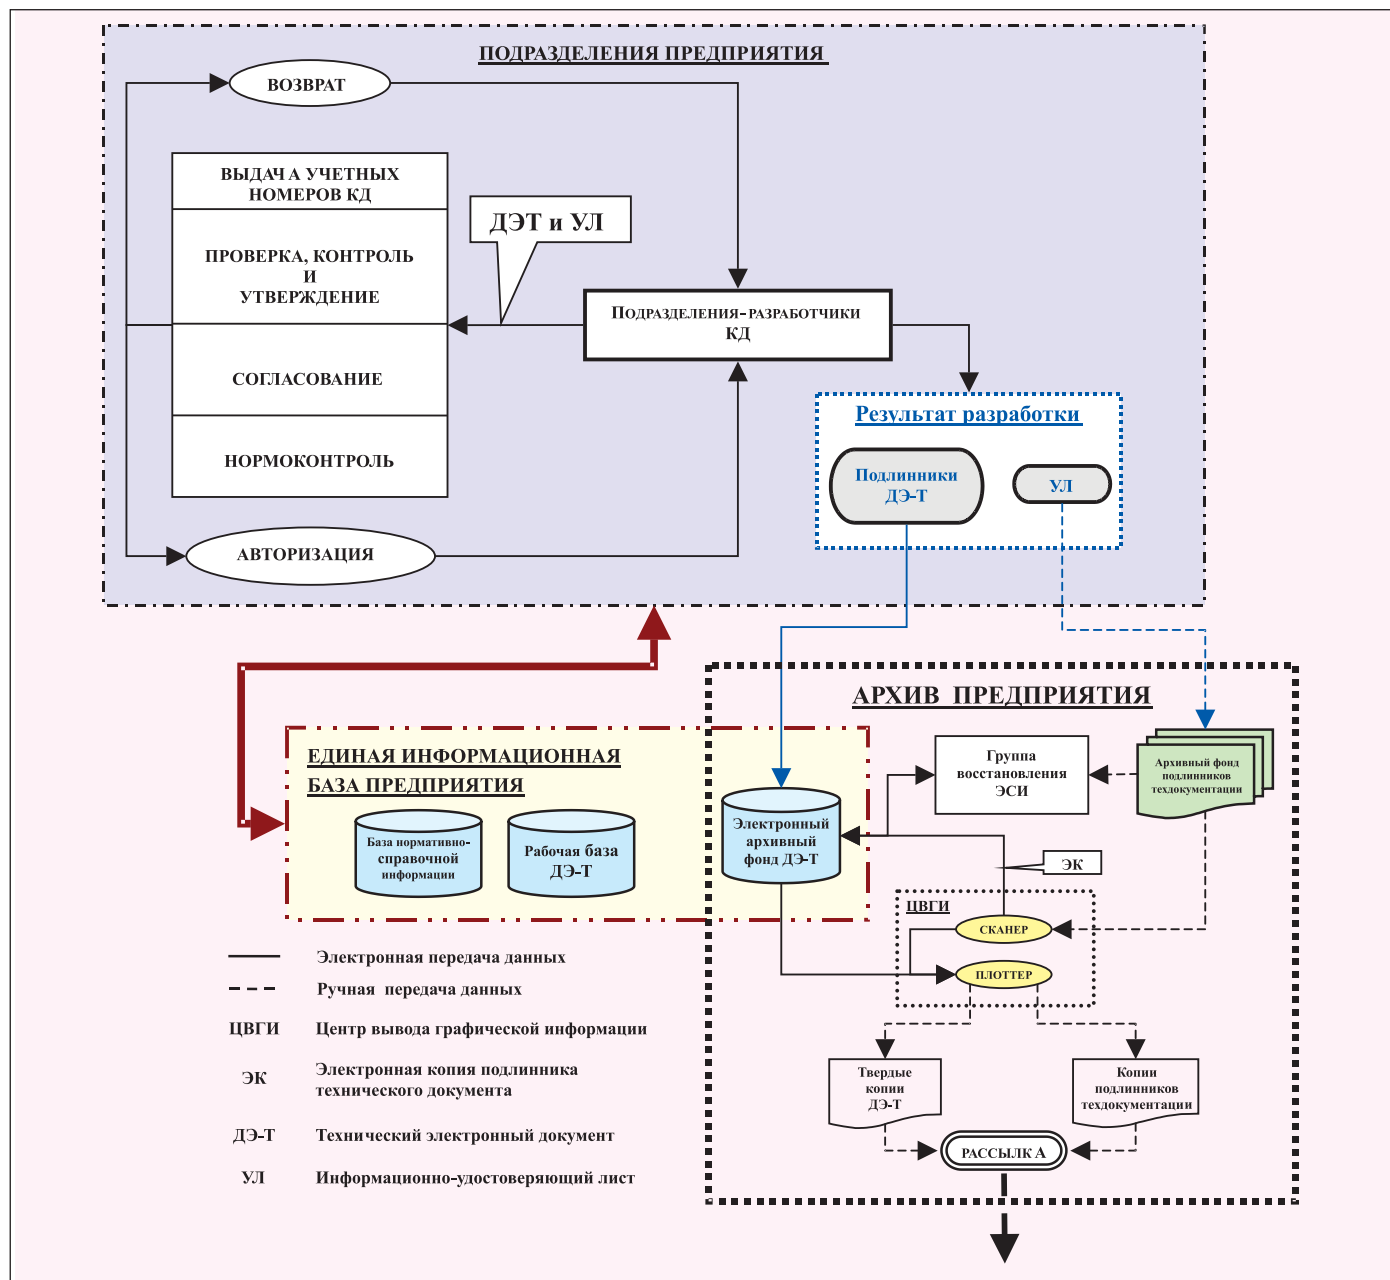 ПОДРАЗДЕЛЕНИЯ ПРЕДПРИЯТИЯ
ВОЗВРАТ
ВЫДАЧА УЧЕТНЫХ
НОМЕРОВ КД
ПРОВЕРКА, КОНТРОЛЬ
И
УТВЕРЖДЕНИЕ
СОГЛАСОВАНИЕ
НОРМОКОНТРОЛЬ
АВТОРИЗАЦИЯ
ДЭТ и УЛ
ПОДРАЗДЕЛЕНИЯ-РАЗРАБОТЧИКИ
КД
Результат разработки
Подлинники
ДЭ-Т
УЛ
ЕДИНАЯ ИНФОРМАЦИОННАЯ
БАЗА ПРЕДПРИЯТИЯ
База нормативно-
справочной
информации
Рабочая база
ДЭ-Т
АРХИВ ПРЕДПРИЯТИЯ
Электронный
архивный
фонд ДЭ-Т
Группа
восстановления
ЭСИ
Архивный фонд
подлинников
техдокументации
ЭК
ЦВГИ
СКАНЕР
ПЛОТТЕР
Твердые
копии
ДЭ-Т
Копии
подлинников
техдокументации
РАССЫЛКА
Электронная передача данных
Ручная передача данных
ЦВГИ Центр вывода графической информации
ЭК Электронная копия подлинника
технического документа
ДЭ-Т Технический электронный документ
УЛ Информационно-удостоверяющий лист